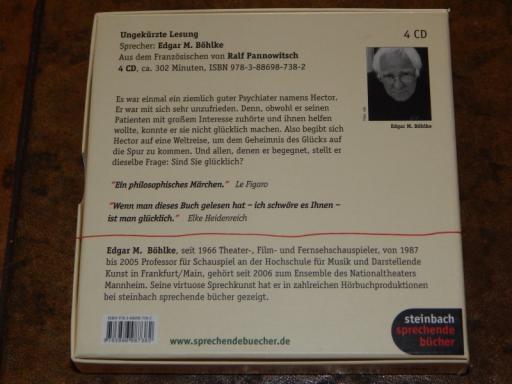 Ungekürzte Lesung
Sprecher: Edgar M. Böhlke
Aus dem Französischen von Ralf Pannowitsch
4 CD, ca. 302 Minuten, ISBN 978-3-88698-738-2
4 CD
Edgar M. Böhlke
Es war einmal ein ziemlich guter Psychiater namens Hector.
Er war mit sich sehr unzufrieden. Denn, obwohl er seinen
Patienten mit großem Interesse zuhörte und ihnen helfen
wollte, konnte er sie nicht glücklich machen. Also begibt sich
Hector auf eine Weltreise, um dem Geheimnis des Glücks auf
die Spur zu kommen. Und allen, denen er begegnet, stellt er
dieselbe Frage: Sind Sie glücklich?
"Ein philosophisches Märchen." Le Figaro
"Wenn man dieses Buch gelesen hat – ich schwöre es Ihnen –
ist man glücklich." Elke Heidenreich
Edgar M. Böhlke, seit 1966 Theater-, Film- und Fernsehschauspieler, von 1987
bis 2005 Professor für Schauspiel an der Hochschule für Musik und Darstellende
Kunst in Frankfurt/Main, gehört seit 2006 zum Ensemble des Nationaltheaters
Mannheim. Seine virtuose Sprechkunst hat er in zahlreichen Hörbuchproduktionen
bei steinbach sprechende bücher gezeigt.
ISBN 978-3-88698-738-2
9783886987382
www.sprechendebuecher.de
steinbach
sprechende
bücher